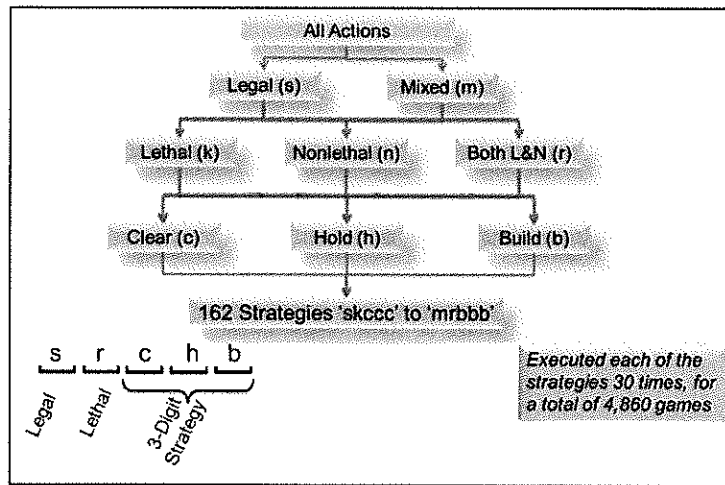 All Actions
Legal (s) Mixed (m)
Lethal (k) Nonlethal (n) Both L&N (r)
Clear (c) Hold (h) Build (b)
162 Strategies 'skccc' to 'mrbbb'
s r c h b
Legal Lethal 3-Digit
Strategy
Executed each of the
strategies 30 times, for
a total of 4,860 games